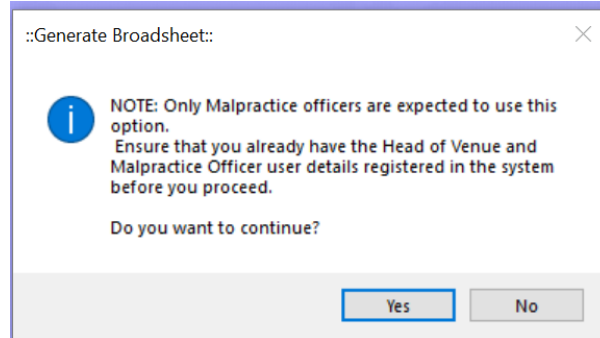 ::Generate Broadsheet::
NOTE: Only Malpractice officers are expected to use this
option.
Ensure that you already have the Head of Venue and
Malpractice Officer user details registered in the system
before you proceed.
Do you want to continue?
Yes
No